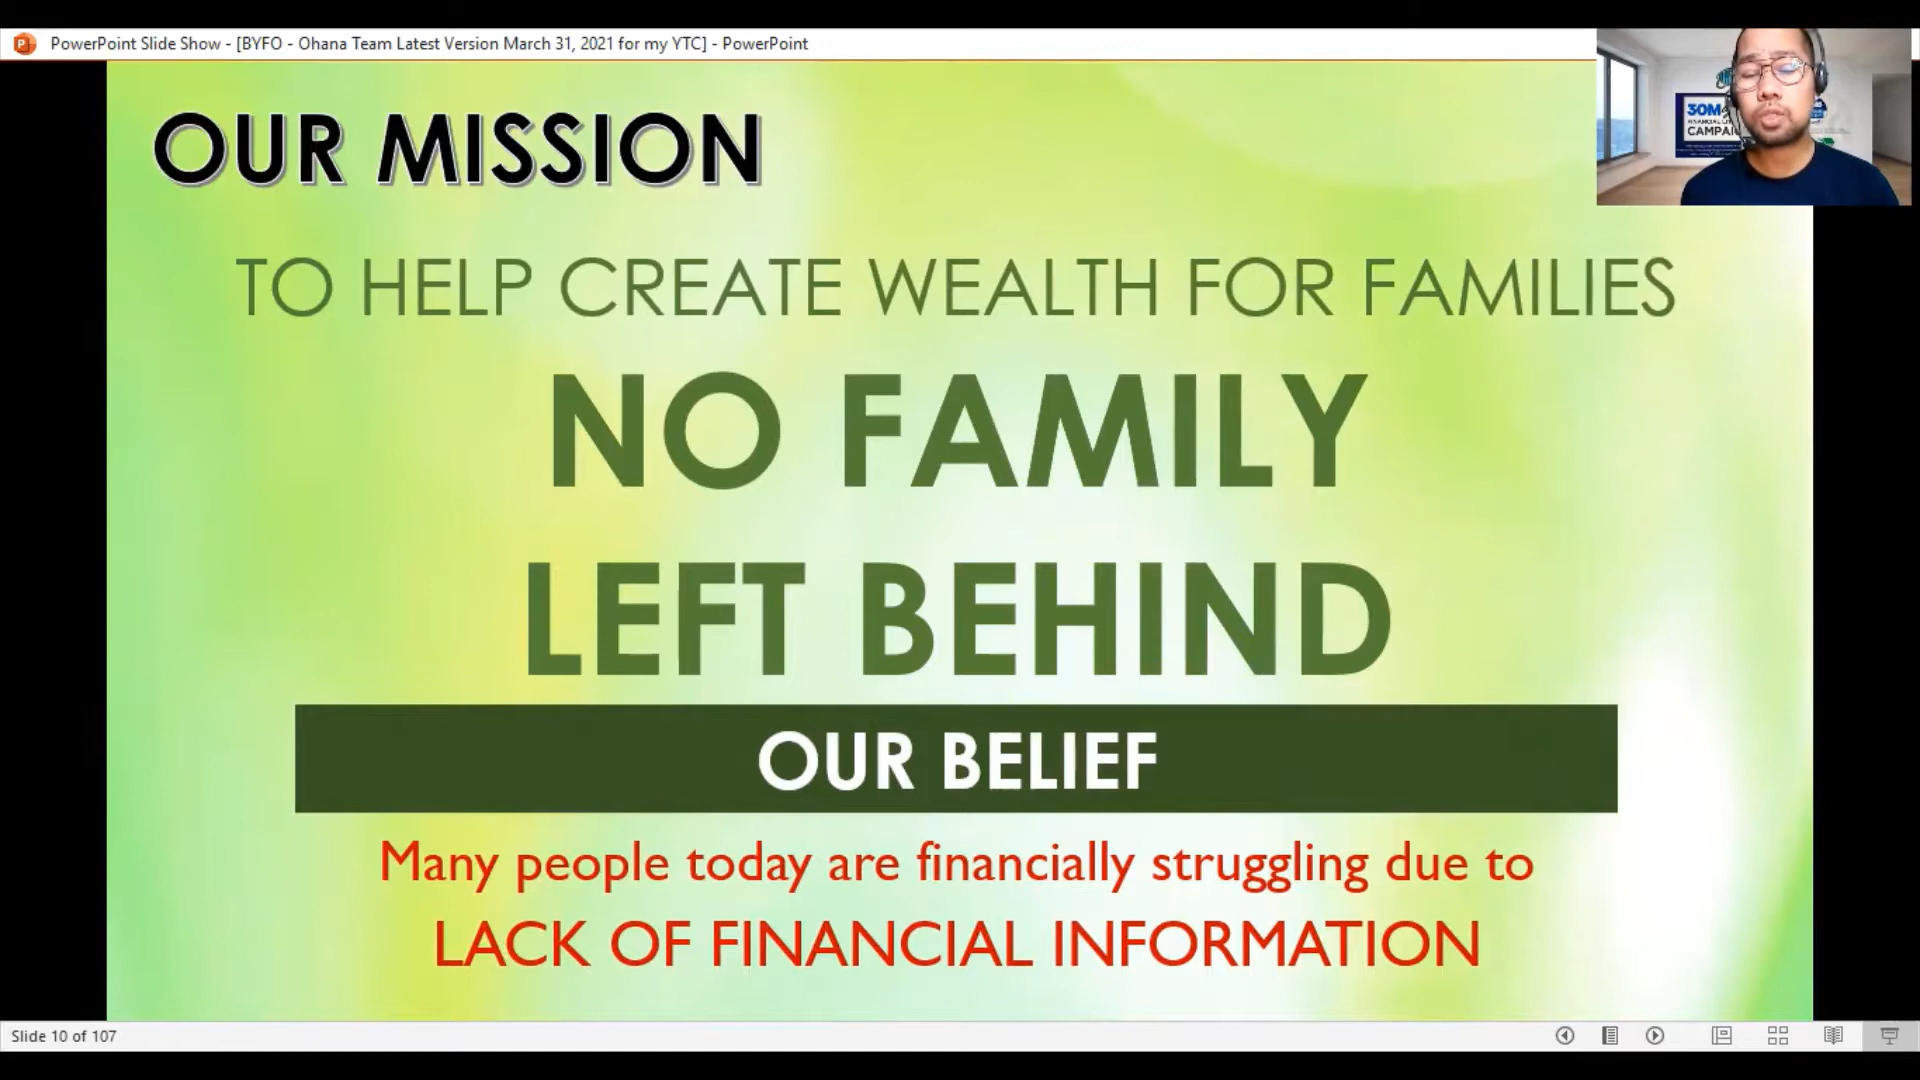 PowerPoint Slide Show - [BYFO - Ohana Team Latest Version March 31, 2021 for my YTC] - PowerPoint
OUR MISSION
TO HELP CREATE WEALTH FOR FAMILIES
NO FAMILY
LEFT BEHIND
OUR BELIEF
Many people today are financially struggling due to
LACK OF FINANCIAL INFORMATION
Slide 10 of 107